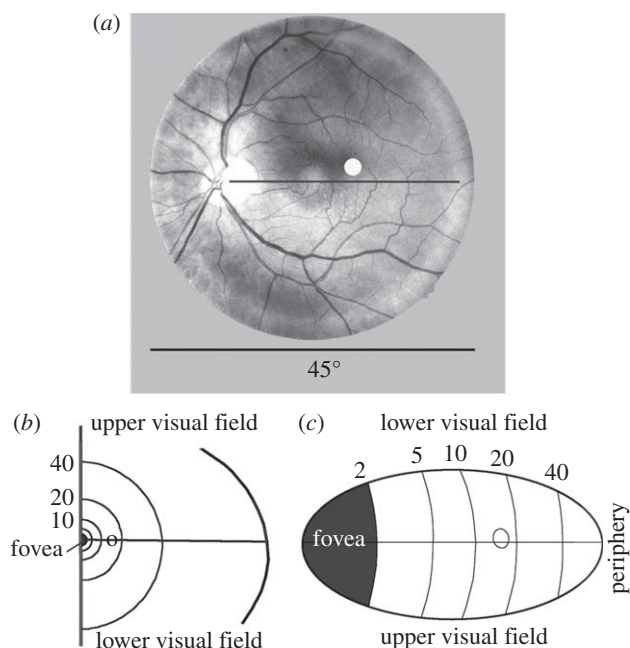 (a)
45°
(b)
upper visual field
40
20
10
fovea
lower visual field
(c)
lower visual field
2
5
10
20
40
fovea
periphery
upper visual field